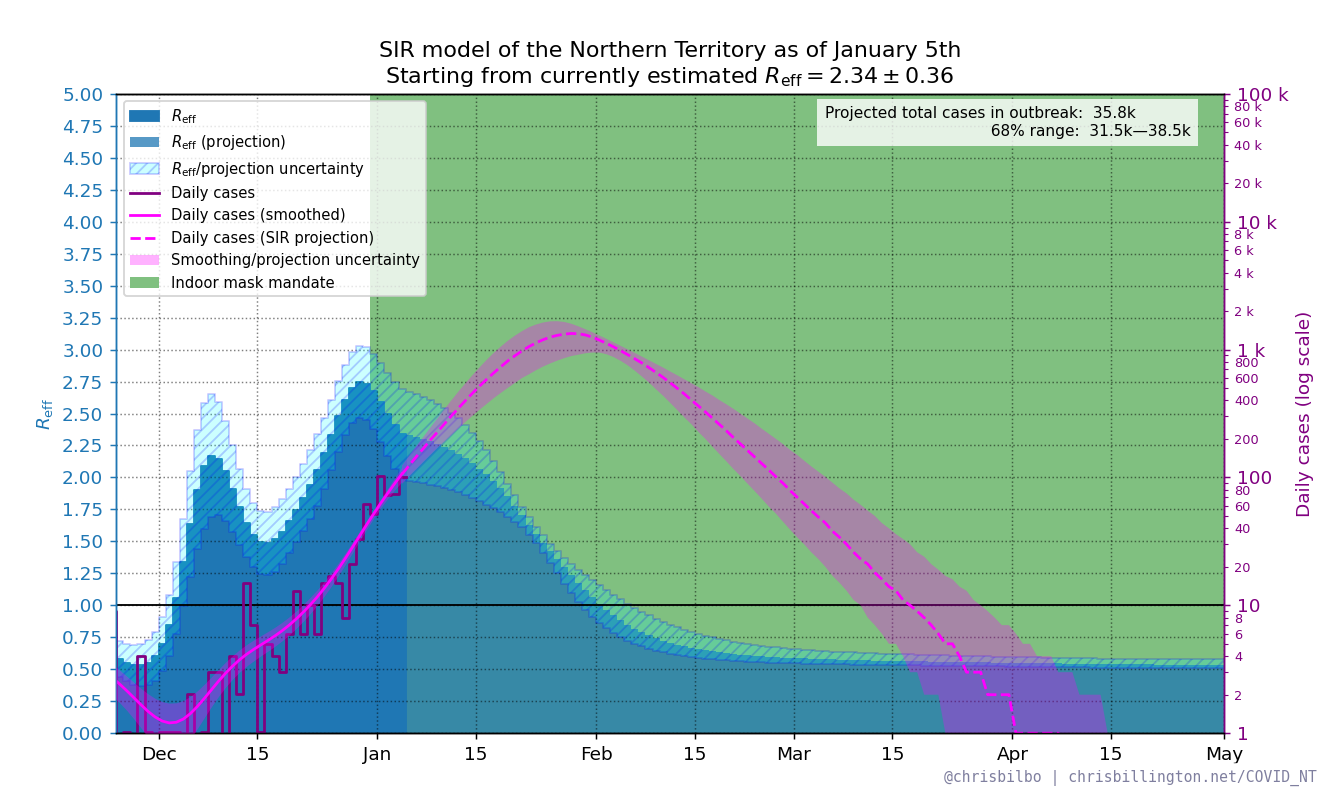 SIR model of the Northern Territory as of January 5th
Starting from currently estimated R_eff = 2.34 ± 0.36
R_eff
R_eff (projection)
R_eff/projection uncertainty
Daily cases
Daily cases (smoothed)
Daily cases (SIR projection)
Smoothing/projection uncertainty
Indoor mask mandate
Projected total cases in outbreak: 35.8k
68% range: 31.5k—38.5k
R_eff
5.00
4.75
4.50
4.25
4.00
3.75
3.50
3.25
3.00
2.75
2.50
2.25
2.00
1.75
1.50
1.25
1.00
0.75
0.50
0.25
0.00
100 k
80 k
60 k
40 k
20 k
10 k
8 k
6 k
4 k
2 k
1 k
800
600
400
200
100
80
60
40
20
10
8
6
4
2
1
Daily cases (log scale)
Dec 15 Jan 15 Feb 15 Mar 15 Apr 15 May
@chrisbilbo | chrisbillington.net/COVID_NT